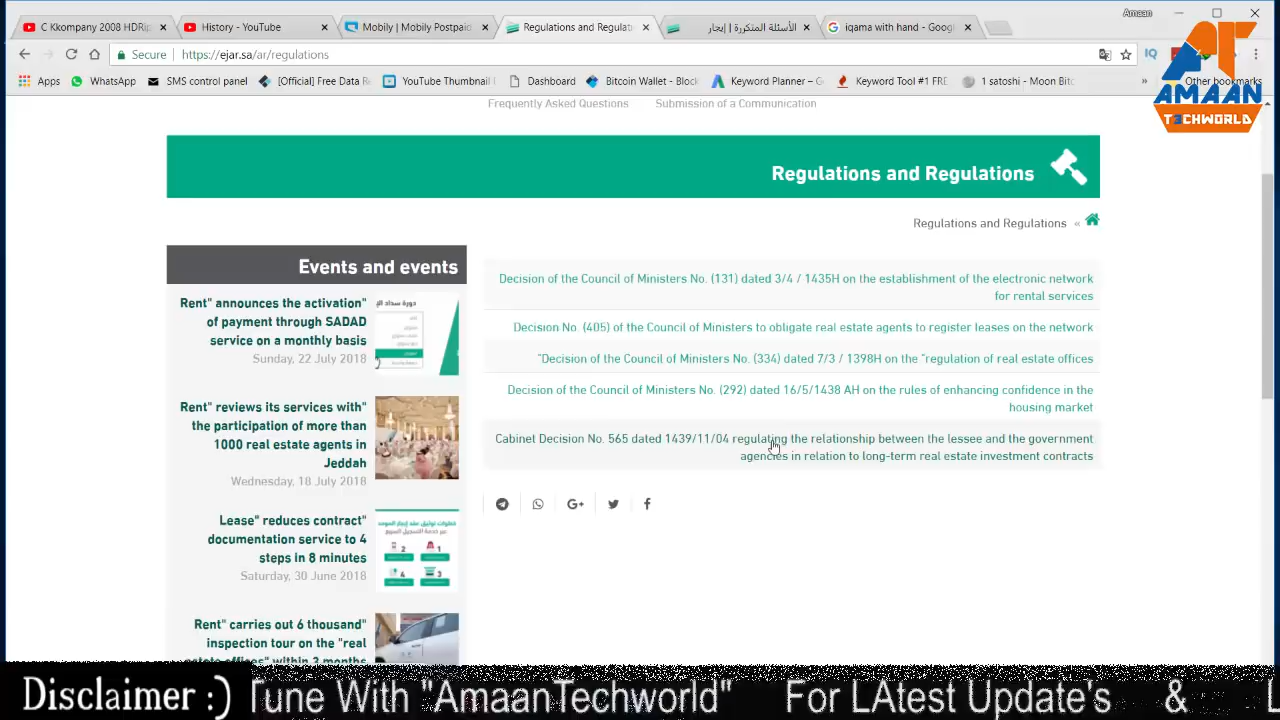 Amaan
C Kkompany 2008 HDRip
History - YouTube
Mobily | Mobily Postpaid
Regulations and Regulati
الأسئلة المتكررة | إيجار
iqama with hand - Googl
Secure
https://ejar.sa/ar/regulations
IQ
Apps
WhatsApp
SMS control panel
[Official] Free Data R
YouTube Thumbnail
Dashboard
Bitcoin Wallet - Block
Keyword Planner – G
Keyword Tool #1 FRE
1 satoshi - Moon Bitc
»
Other bookmarks
AMAAN
T3CHWORLD
Frequently Asked Questions
Submission of a Communication
Regulations and Regulations
Regulations and Regulations «
Events and events
Rent" announces the activation"
of payment through SADAD
service on a monthly basis
Sunday, 22 July 2018
Rent" reviews its services with"
the participation of more than
1000 real estate agents in
Jeddah
Wednesday, 18 July 2018
Lease" reduces contract"
documentation service to 4
steps in 8 minutes
Saturday, 30 June 2018
1
2
3
4
Rent" carries out 6 thousand"
inspection tour on the "real
estate offices" within 3 months
Decision of the Council of Ministers No. (131) dated 3/4 / 1435H on the establishment of the electronic network
for rental services
Decision No. (405) of the Council of Ministers to obligate real estate agents to register leases on the network
"Decision of the Council of Ministers No. (334) dated 7/3 / 1398H on the "regulation of real estate offices
Decision of the Council of Ministers No. (292) dated 16/5/1438 AH on the rules of enhancing confidence in the
housing market
Cabinet Decision No. 565 dated 1439/11/04 regulating the relationship between the lessee and the government
agencies in relation to long-term real estate investment contracts
G+
Disclaimer :) Tune With "AmaanTechworld" For LAtest Update's & L